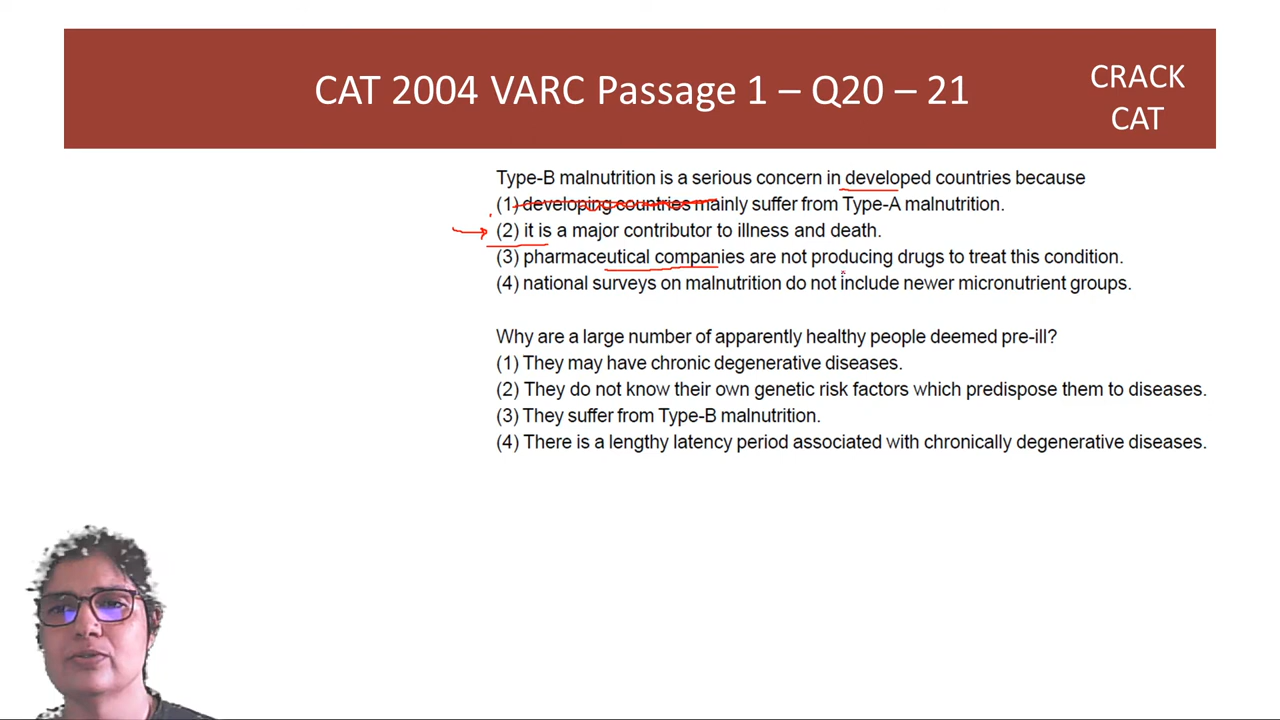 CAT 2004 VARC Passage 1 – Q20 – 21
CRACK
CAT
Type-B malnutrition is a serious concern in developed countries because
(1) developing countries mainly suffer from Type-A malnutrition.
(2) it is a major contributor to illness and death.
(3) pharmaceutical companies are not producing drugs to treat this condition.
(4) national surveys on malnutrition do not include newer micronutrient groups.
Why are a large number of apparently healthy people deemed pre-ill?
(1) They may have chronic degenerative diseases.
(2) They do not know their own genetic risk factors which predispose them to diseases.
(3) They suffer from Type-B malnutrition.
(4) There is a lengthy latency period associated with chronically degenerative diseases.